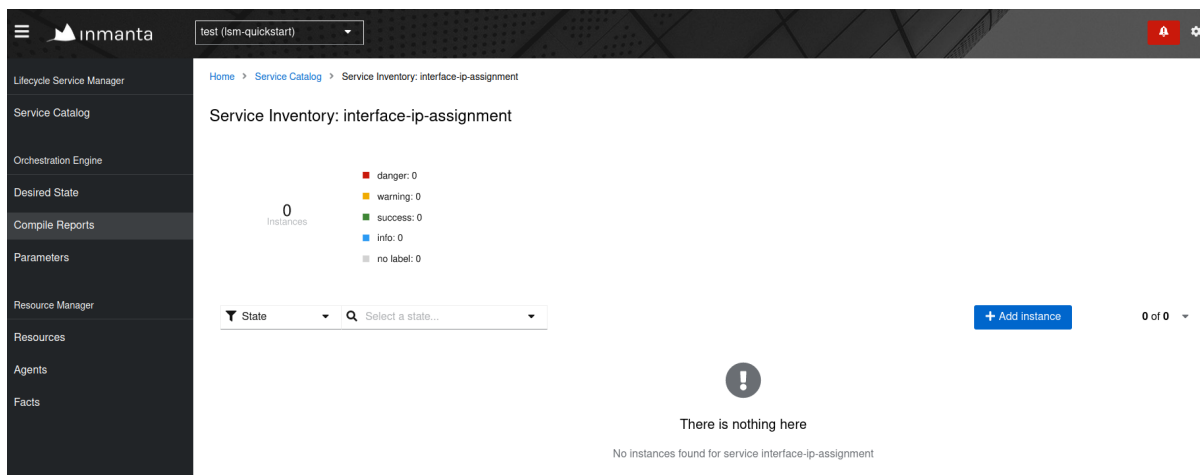 inmanta
test (lsm-quickstart)
Lifecycle Service Manager
Service Catalog
Orchestration Engine
Desired State
Compile Reports
Parameters
Resource Manager
Resources
Agents
Facts
Home > Service Catalog > Service Inventory: interface-ip-assignment
Service Inventory: interface-ip-assignment
0
Instances
danger: 0
warning: 0
success: 0
info: 0
no label: 0
State
Select a state...
+ Add instance
0 of 0
There is nothing here
No instances found for service interface-ip-assignment